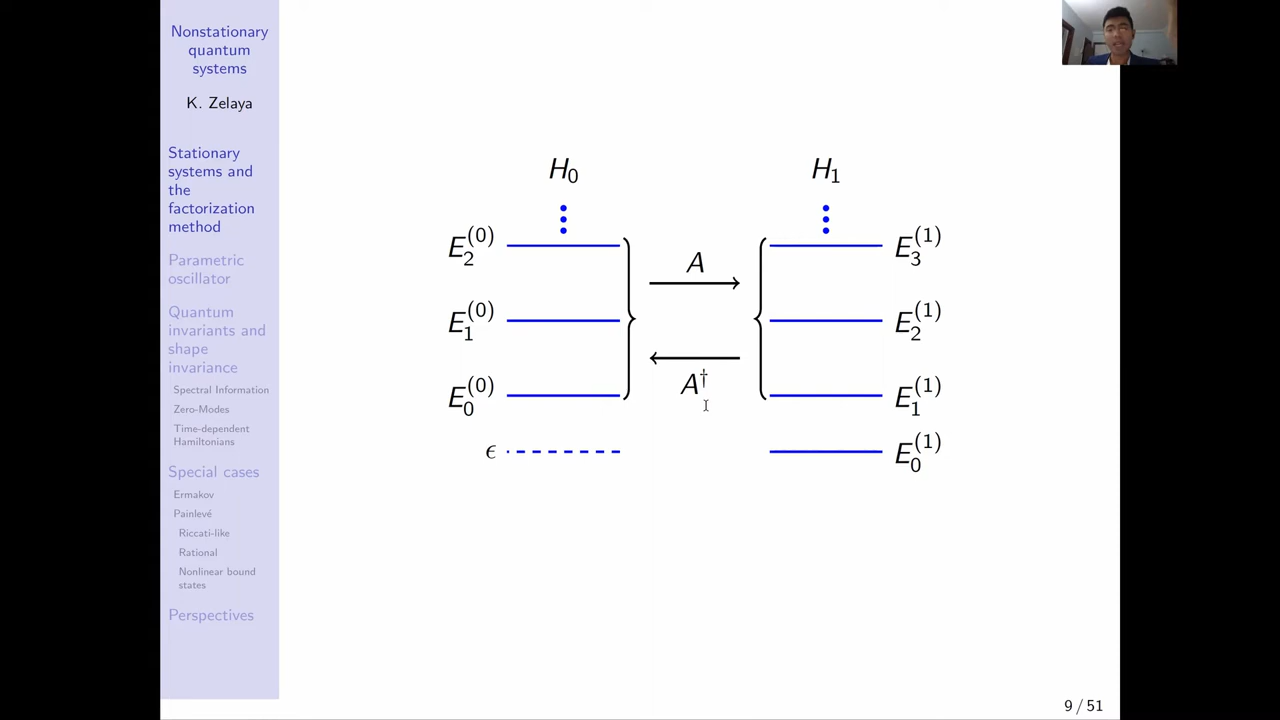 Nonstationary
quantum
systems
K. Zelaya
Stationary
systems and
the
factorization
method
Parametric
oscillator
Quantum
invariants and
shape
invariance
Spectral Information
Zero-Modes
Time-dependent
Hamiltonians
Special cases
Ermakov
Painlevé
Riccati-like
Rational
Nonlinear bound
states
Perspectives
H₀ H₁
E₂⁽⁰⁾ A E₃⁽¹⁾
E₁⁽⁰⁾ E₂⁽¹⁾
E₀⁽⁰⁾ A† E₁⁽¹⁾
ϵ E₀⁽¹⁾
9 / 51